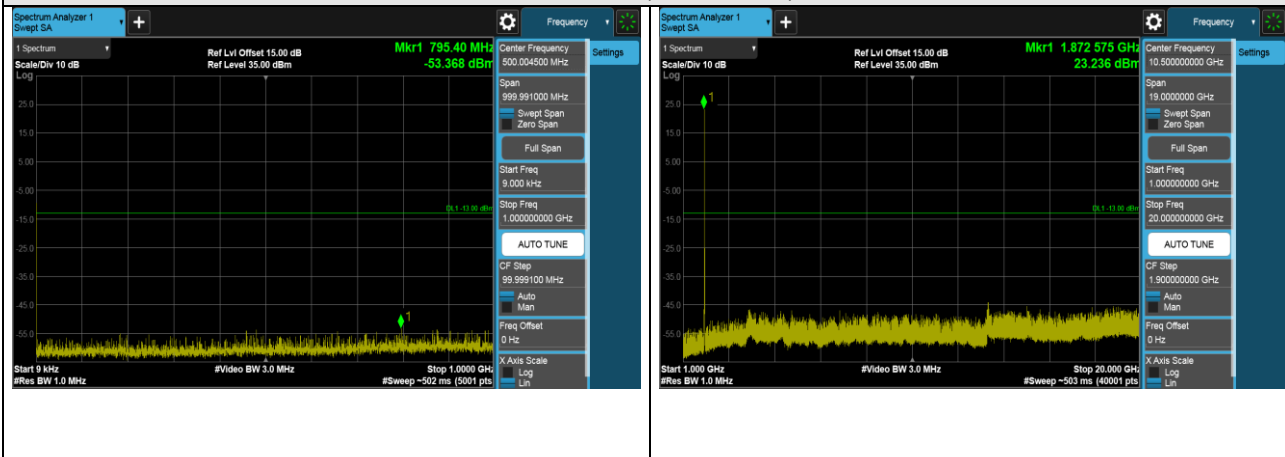 Spectrum Analyzer 1
Swept SA
+
Frequency
1 Spectrum
Scale/Div 10 dB
Log
Ref Lvl Offset 15.00 dB
Ref Level 35.00 dBm
Mkr1 795.40 MHz
-53.368 dBm
25.0
15.0
5.00
-5.00
-15.0
-25.0
-35.0
-45.0
-55.0
1
DL1 -13.00 dBm
Start 9 kHz
#Res BW 1.0 MHz
#Video BW 3.0 MHz
Stop 1.0000 GHz
#Sweep ~502 ms (5001 pts
Center Frequency
500.004500 MHz
Settings
Span
999.991000 MHz
Swept Span
Zero Span
Full Span
Start Freq
9.000 kHz
Stop Freq
1.000000000 GHz
AUTO TUNE
CF Step
99.999100 MHz
Auto
Man
Freq Offset
0 Hz
X Axis Scale
Log
Lin
Spectrum Analyzer 1
Swept SA
+
Frequency
1 Spectrum
Scale/Div 10 dB
Log
Ref Lvl Offset 15.00 dB
Ref Level 35.00 dBm
Mkr1 1.872 575 GHz
23.236 dBm
25.0
15.0
5.00
-5.00
-15.0
-25.0
-35.0
-45.0
-55.0
1
DL1 -13.00 dBm
Start 1.000 GHz
#Res BW 1.0 MHz
#Video BW 3.0 MHz
Stop 20.000 GHz
#Sweep ~503 ms (40001 pts
Center Frequency
10.500000000 GHz
Settings
Span
19.0000000 GHz
Swept Span
Zero Span
Full Span
Start Freq
1.000000000 GHz
Stop Freq
20.000000000 GHz
AUTO TUNE
CF Step
1.900000000 GHz
Auto
Man
Freq Offset
0 Hz
X Axis Scale
Log
Lin